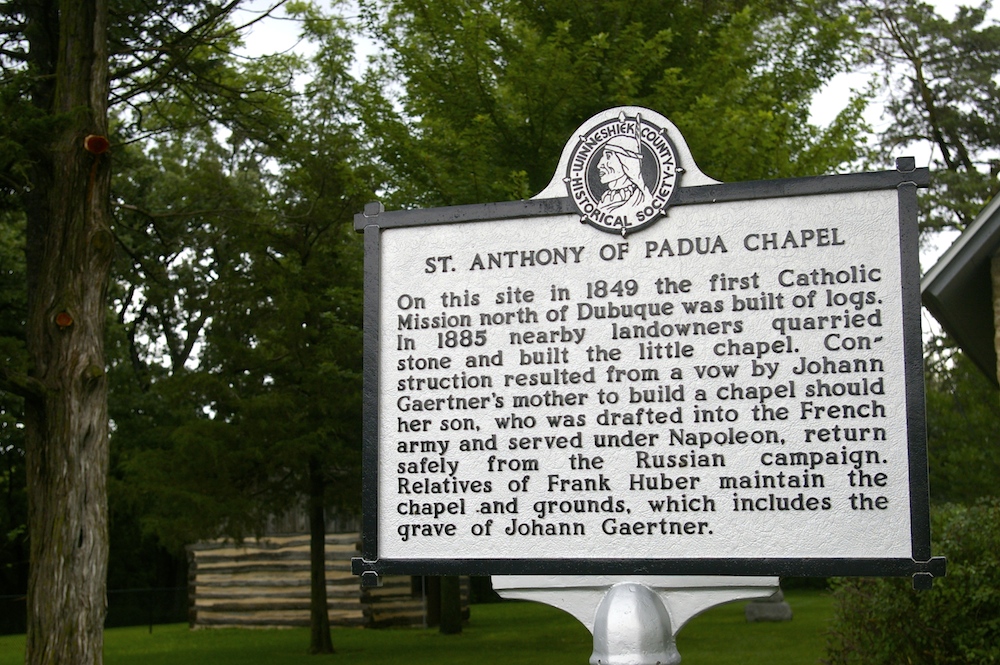 WINNESHIEK COUNTY
HISTORICAL SOCIETY
ST. ANTHONY OF PADUA CHAPEL
On this site in 1849 the first Catholic
Mission north of Dubuque was built of logs.
In 1885 nearby landowners quarried
stone and built the little chapel. Con-
struction resulted from a vow by Johann
Gaertner's mother to build a chapel should
her son, who was drafted into the French
army and served under Napoleon, return
safely from the Russian campaign.
Relatives of Frank Huber maintain the
chapel and grounds, which includes the
grave of Johann Gaertner.